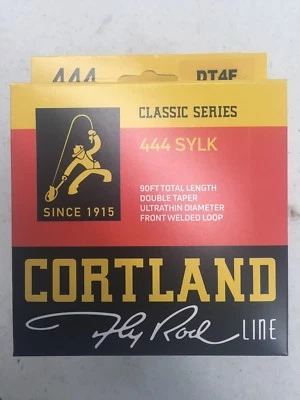 444 DT4F
CLASSIC SERIES
444 SYLK
90FT TOTAL LENGTH
DOUBLE TAPER
ULTRATHIN DIAMETER
FRONT WELDED LOOP
SINCE 1915
CORTLAND
Fly Rod LINE